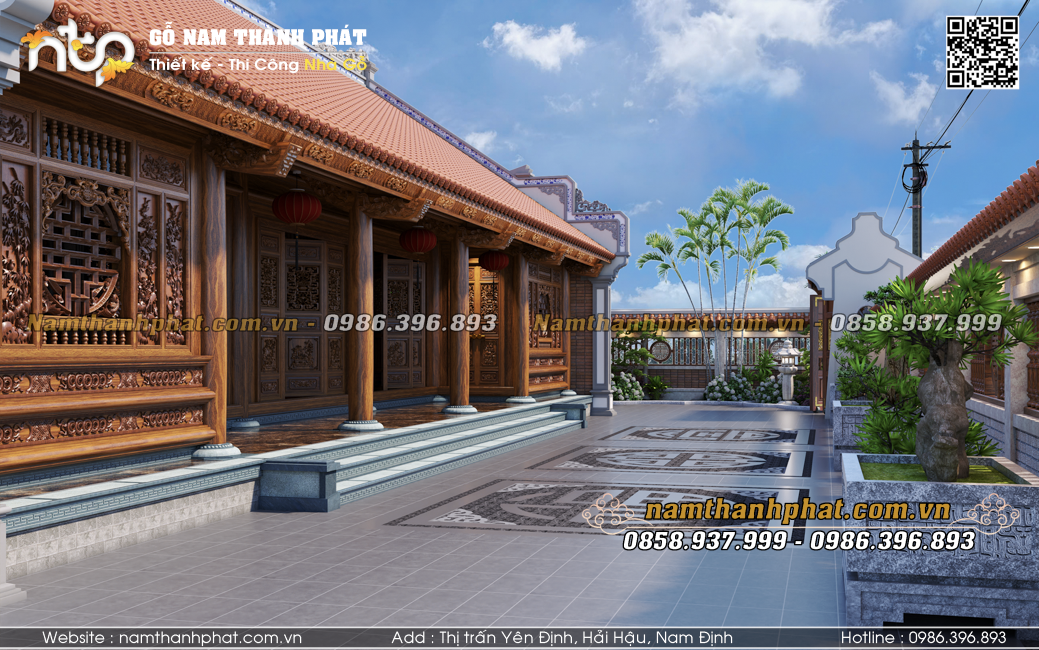 ntp
GỖ NAM THÀNH PHÁT
Thiết kế - Thi Công Nhà Gỗ
Namthanhphat.com.vn - 0986.396.893
Namthanhphat.com.vn - 0858.937.999
namthanhphat.com.vn
0858.937.999 - 0986.396.893
Website : namthanhphat.com.vn
Add : Thị trấn Yên Định, Hải Hậu, Nam Định
Hotline : 0986.396.893